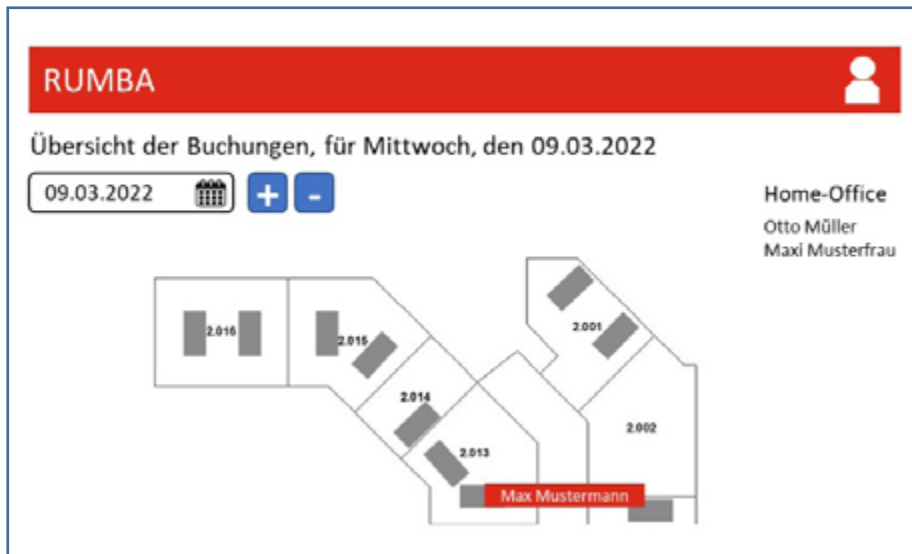 RUMBA
Übersicht der Buchungen, für Mittwoch, den 09.03.2022
09.03.2022
+ -
Home-Office
Otto Müller
Maxi Musterfrau
2.016
2.015
2.001
2.014
2.002
2.013
Max Mustermann